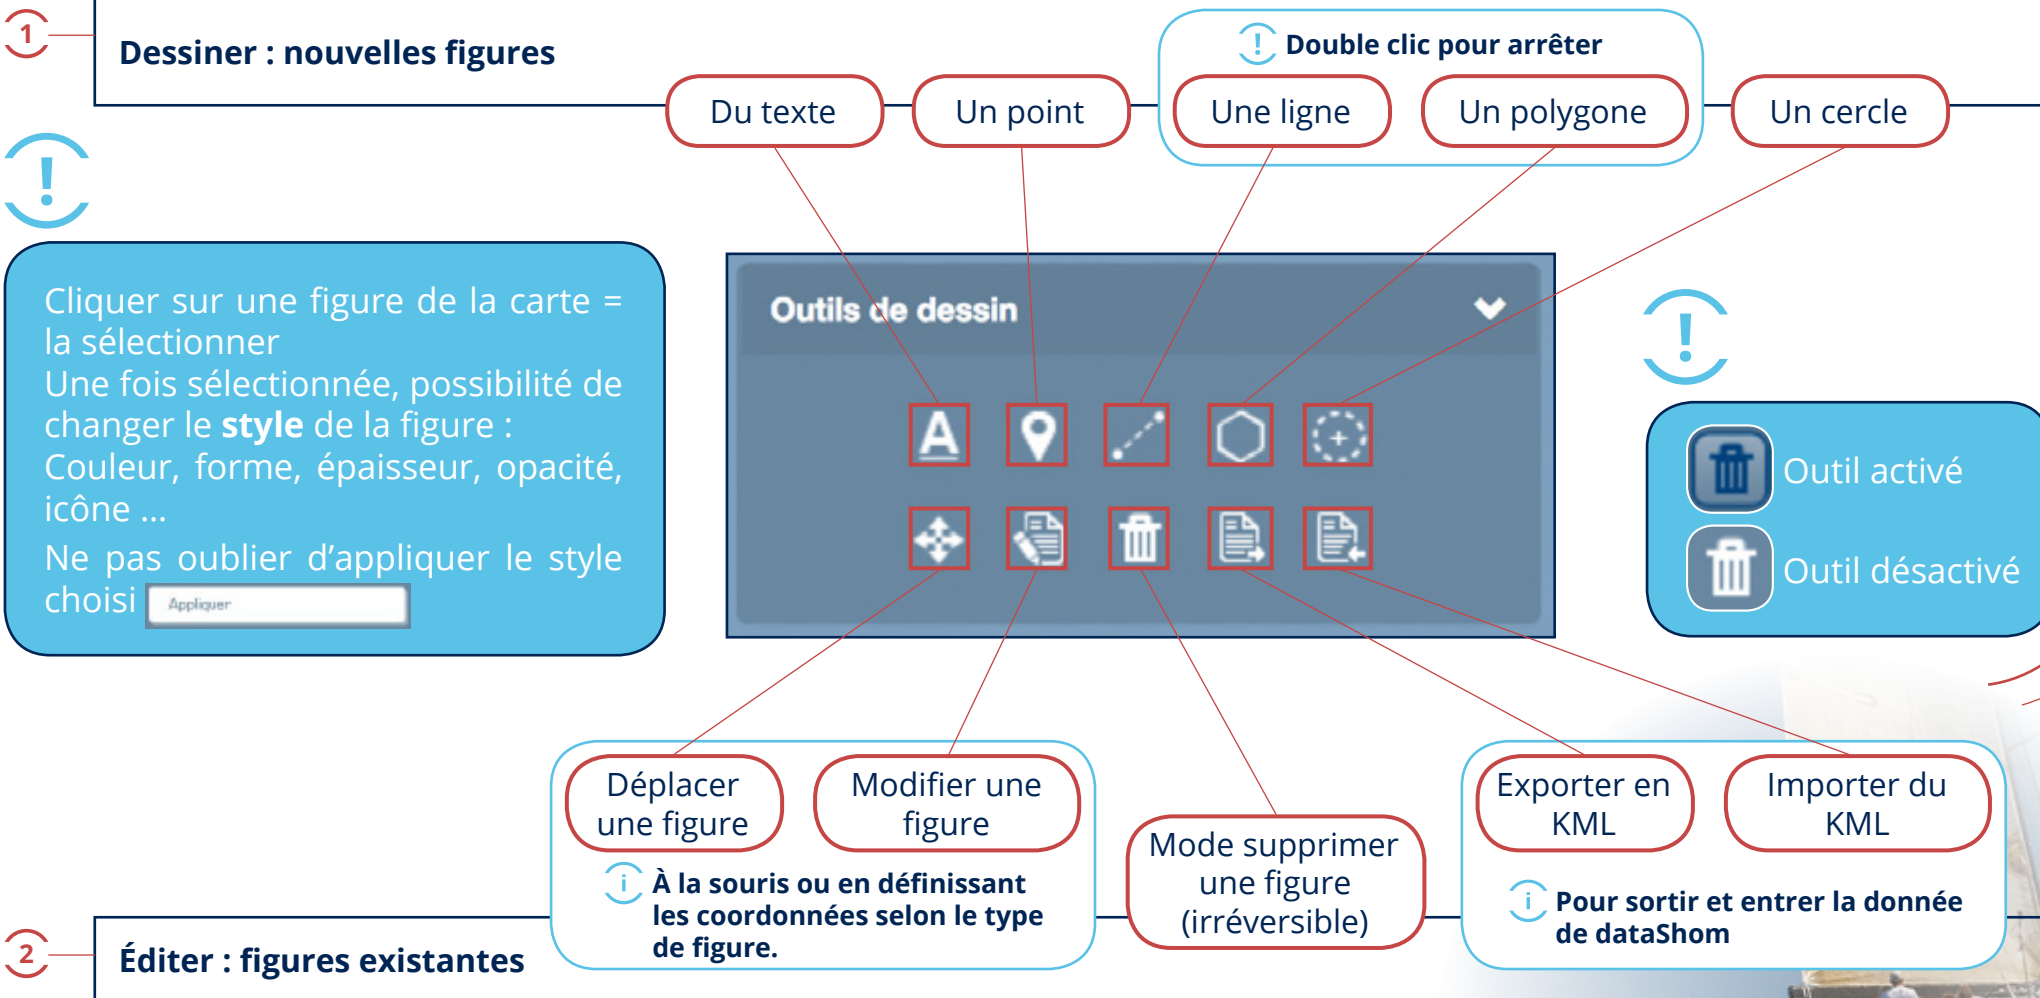 1
Dessiner : nouvelles figures
! Double clic pour arrêter
Du texte
Un point
Une ligne
Un polygone
Un cercle
!
Cliquer sur une figure de la carte =
la sélectionner
Une fois sélectionnée, possibilité de
changer le style de la figure :
Couleur, forme, épaisseur, opacité,
icône ...
Ne pas oublier d'appliquer le style
choisi Appliquer
Outils de dessin
A
!
Outil activé
Outil désactivé
Déplacer
une figure
Modifier une
figure
i À la souris ou en définissant
les coordonnées selon le type
de figure.
Mode supprimer
une figure
(irréversible)
Exporter en
KML
Importer du
KML
i Pour sortir et entrer la donnée
de dataShom
2
Éditer : figures existantes